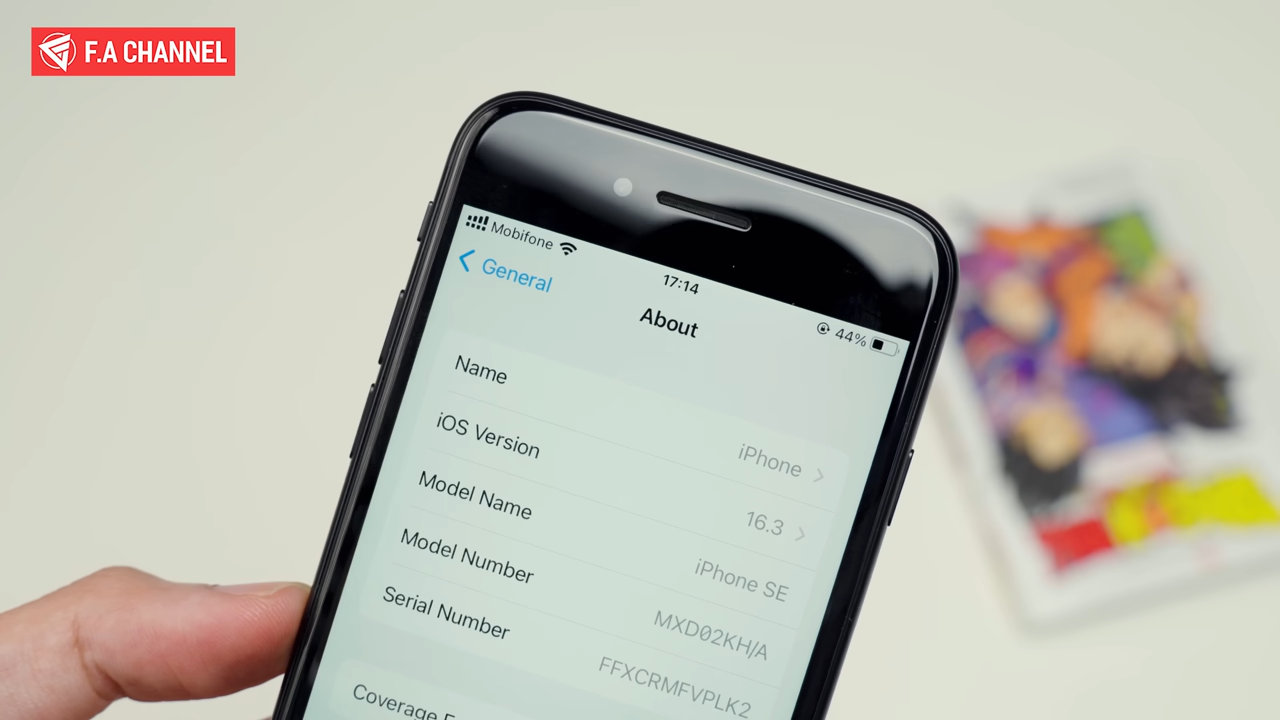 F.A CHANNEL
Mobifone
17:14
44%
General
About
Name
iPhone
iOS Version
16.3
Model Name
iPhone SE
Model Number
MXD02KH/A
Serial Number
FFXCRMFVPLK2
Coverage